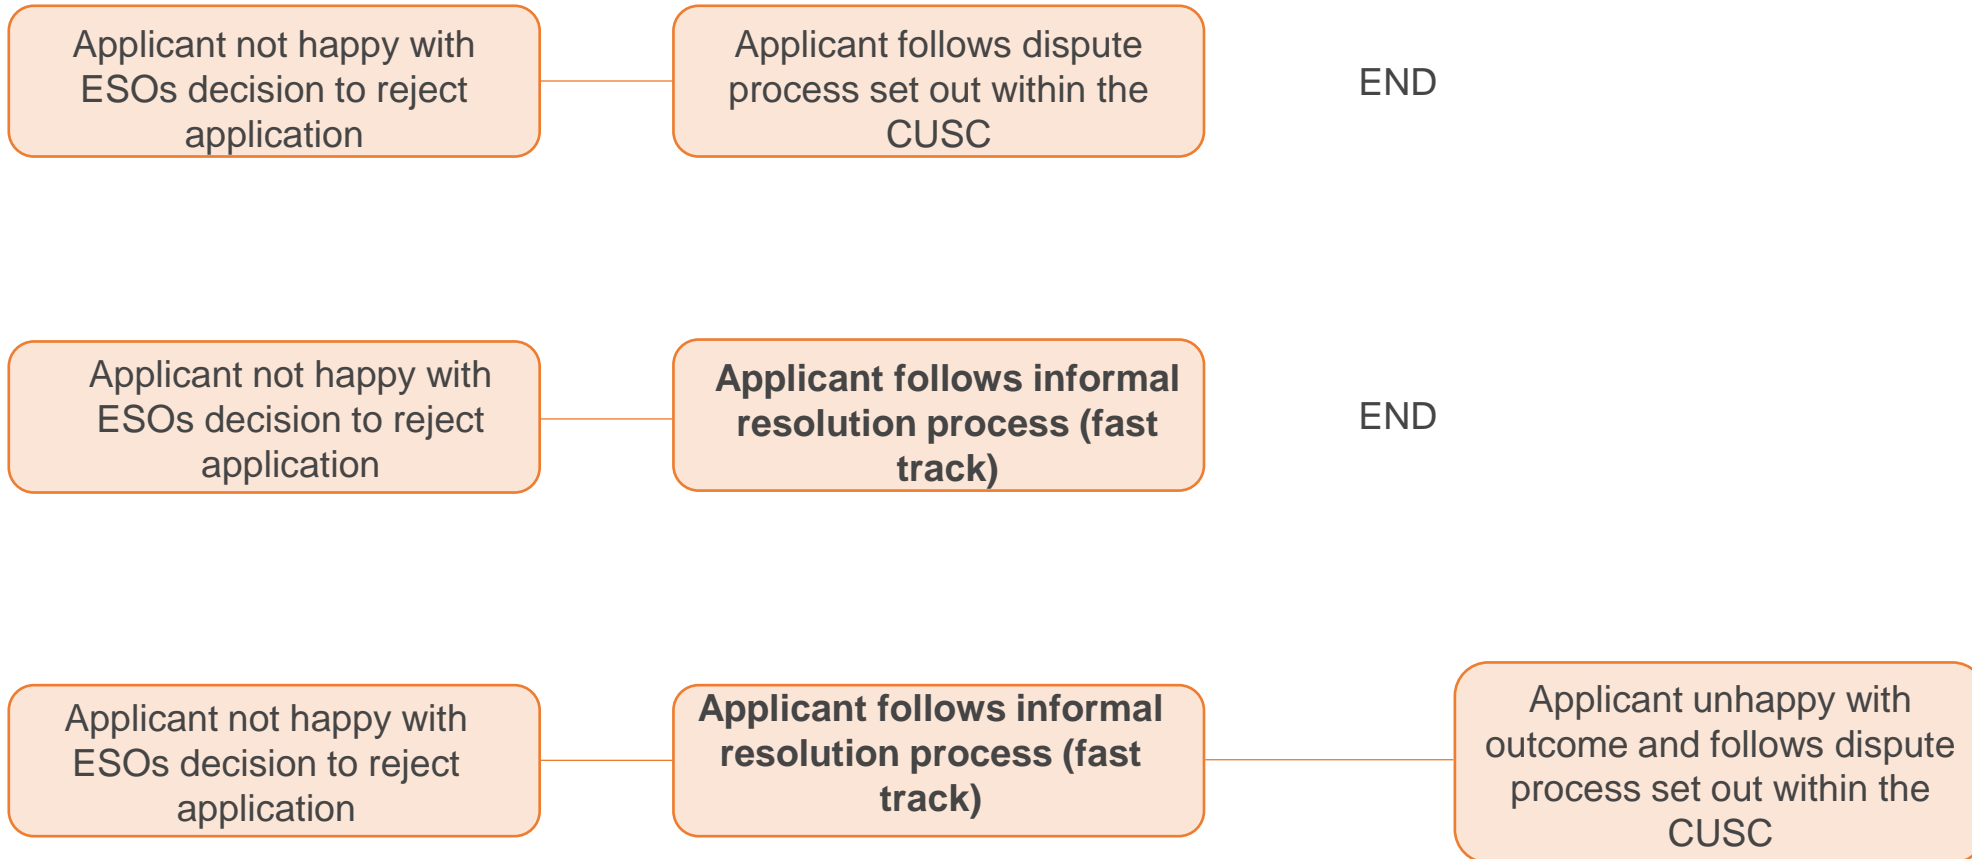 Applicant not happy with
ESOs decision to reject
application
Applicant follows dispute
process set out within the
CUSC
END
Applicant not happy with
ESOs decision to reject
application
Applicant follows informal
resolution process (fast
track)
END
Applicant not happy with
ESOs decision to reject
application
Applicant follows informal
resolution process (fast
track)
Applicant unhappy with
outcome and follows dispute
process set out within the
CUSC